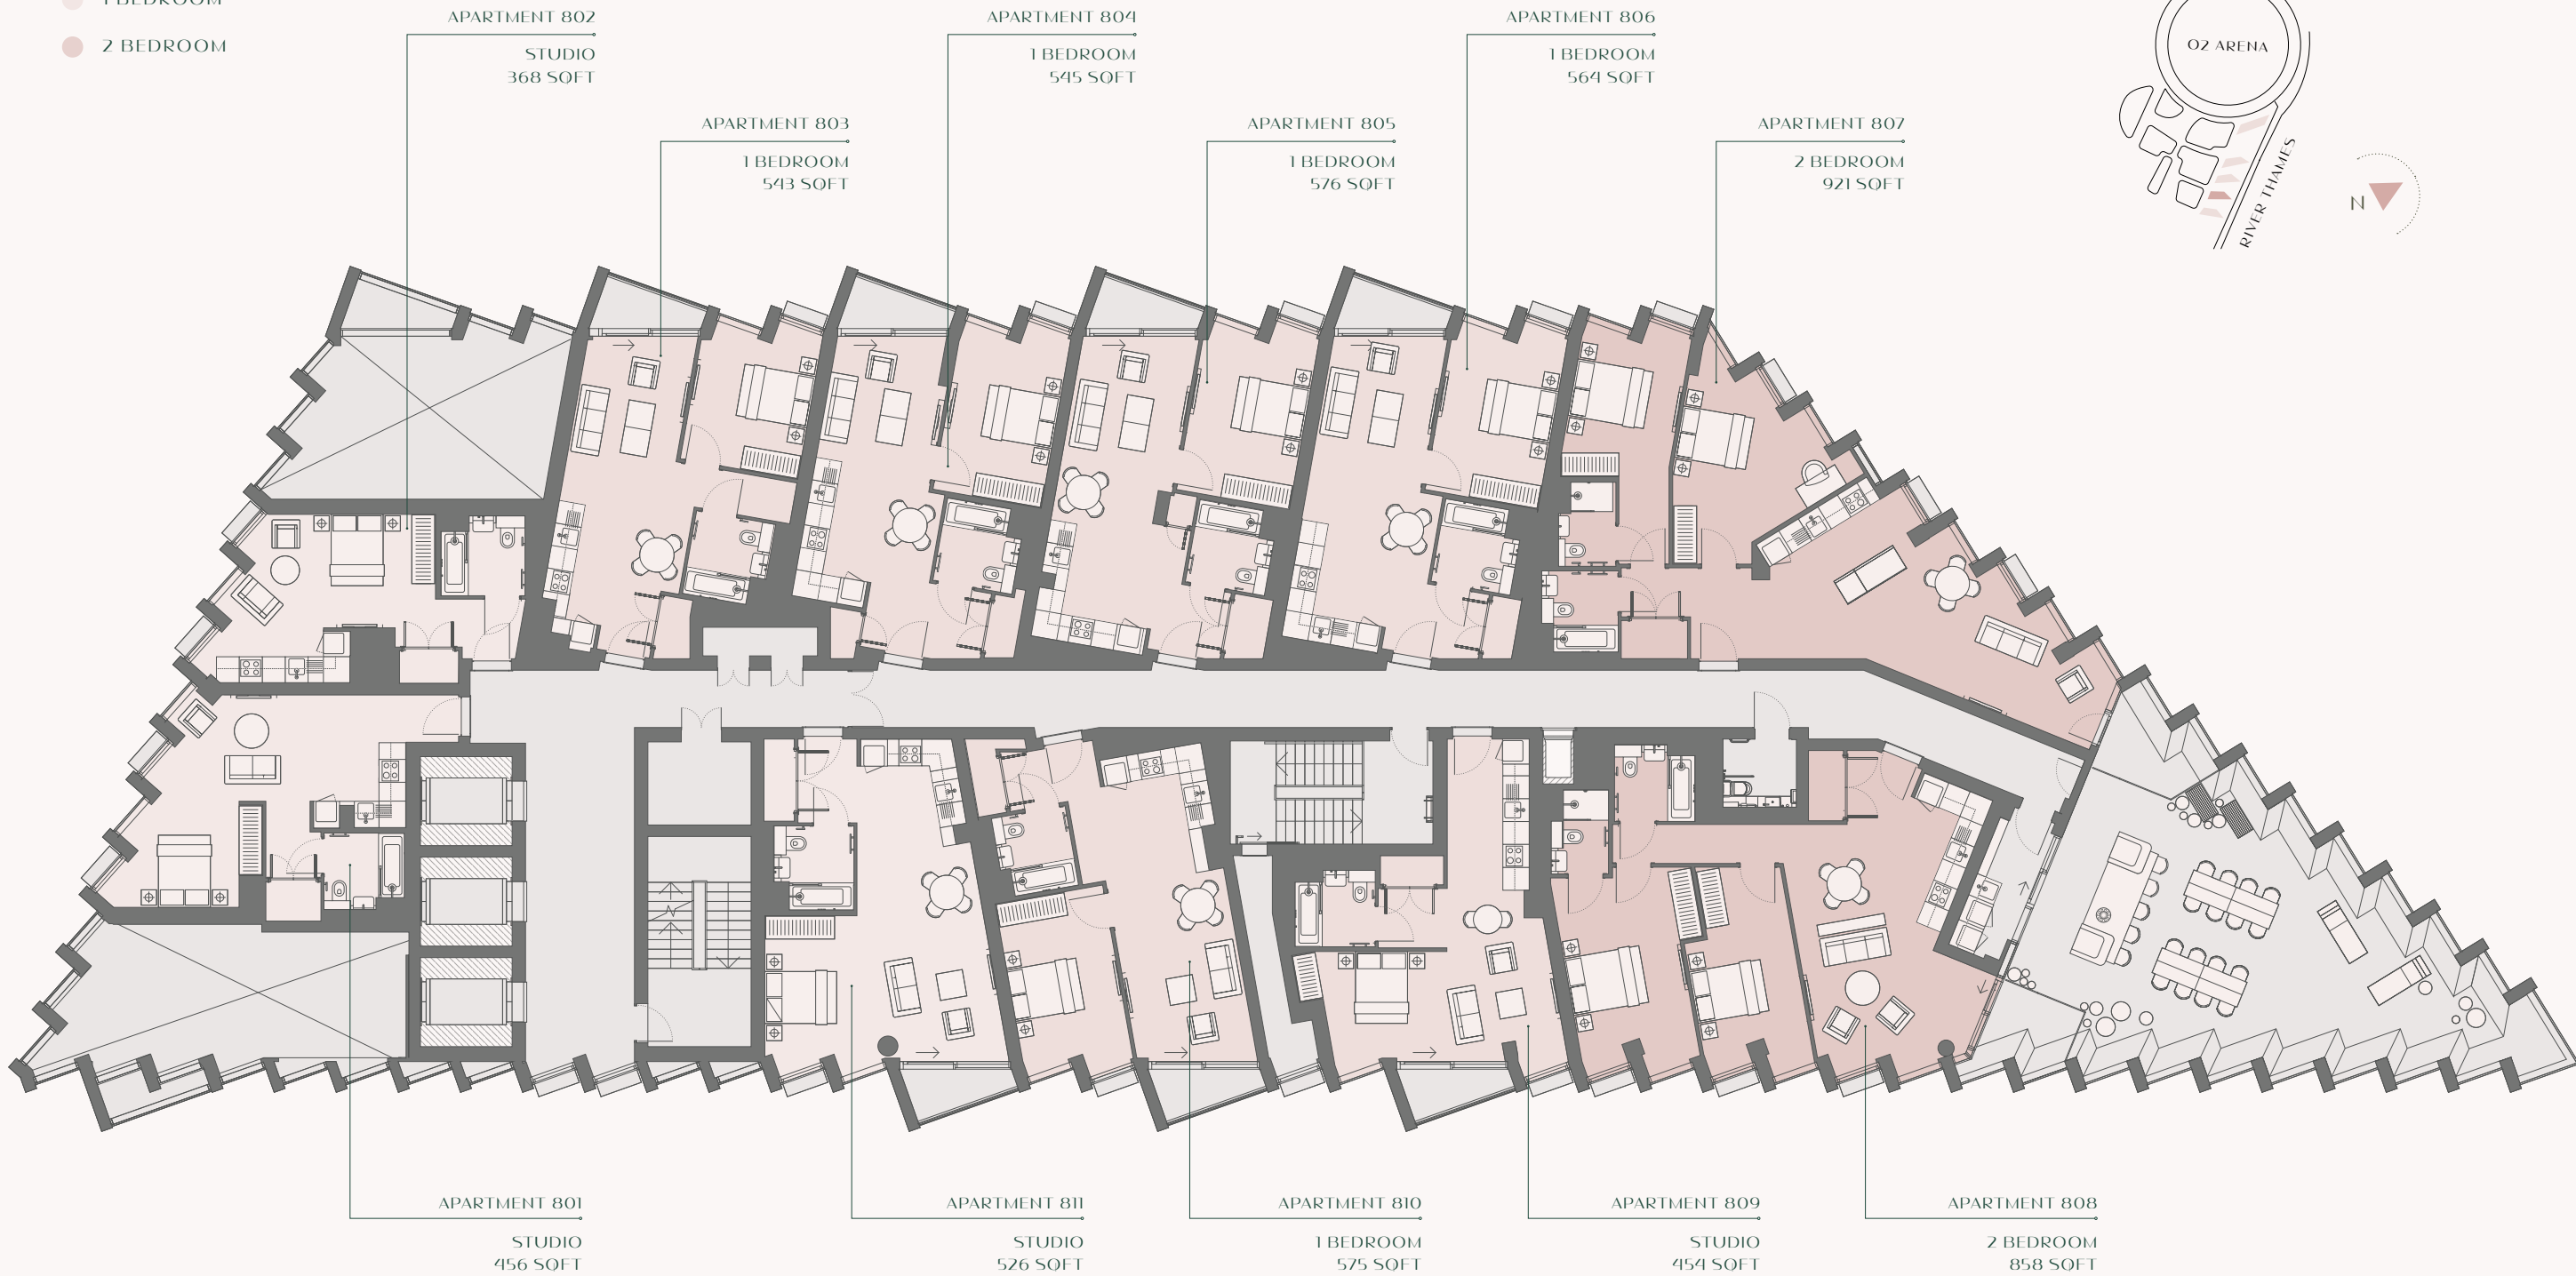 1 BEDROOM
2 BEDROOM
APARTMENT 802
STUDIO
368 SQFT
APARTMENT 803
1 BEDROOM
543 SQFT
APARTMENT 804
1 BEDROOM
545 SQFT
APARTMENT 805
1 BEDROOM
576 SQFT
APARTMENT 806
1 BEDROOM
564 SQFT
APARTMENT 807
2 BEDROOM
921 SQFT
O2 ARENA
RIVER THAMES
N
APARTMENT 801
STUDIO
456 SQFT
APARTMENT 811
STUDIO
526 SQFT
APARTMENT 810
1 BEDROOM
575 SQFT
APARTMENT 809
STUDIO
454 SQFT
APARTMENT 808
2 BEDROOM
858 SQFT